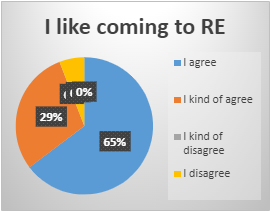 I like coming to RE
I agree
I kind of agree
I kind of
disagree
I disagree
0%
29%
65%